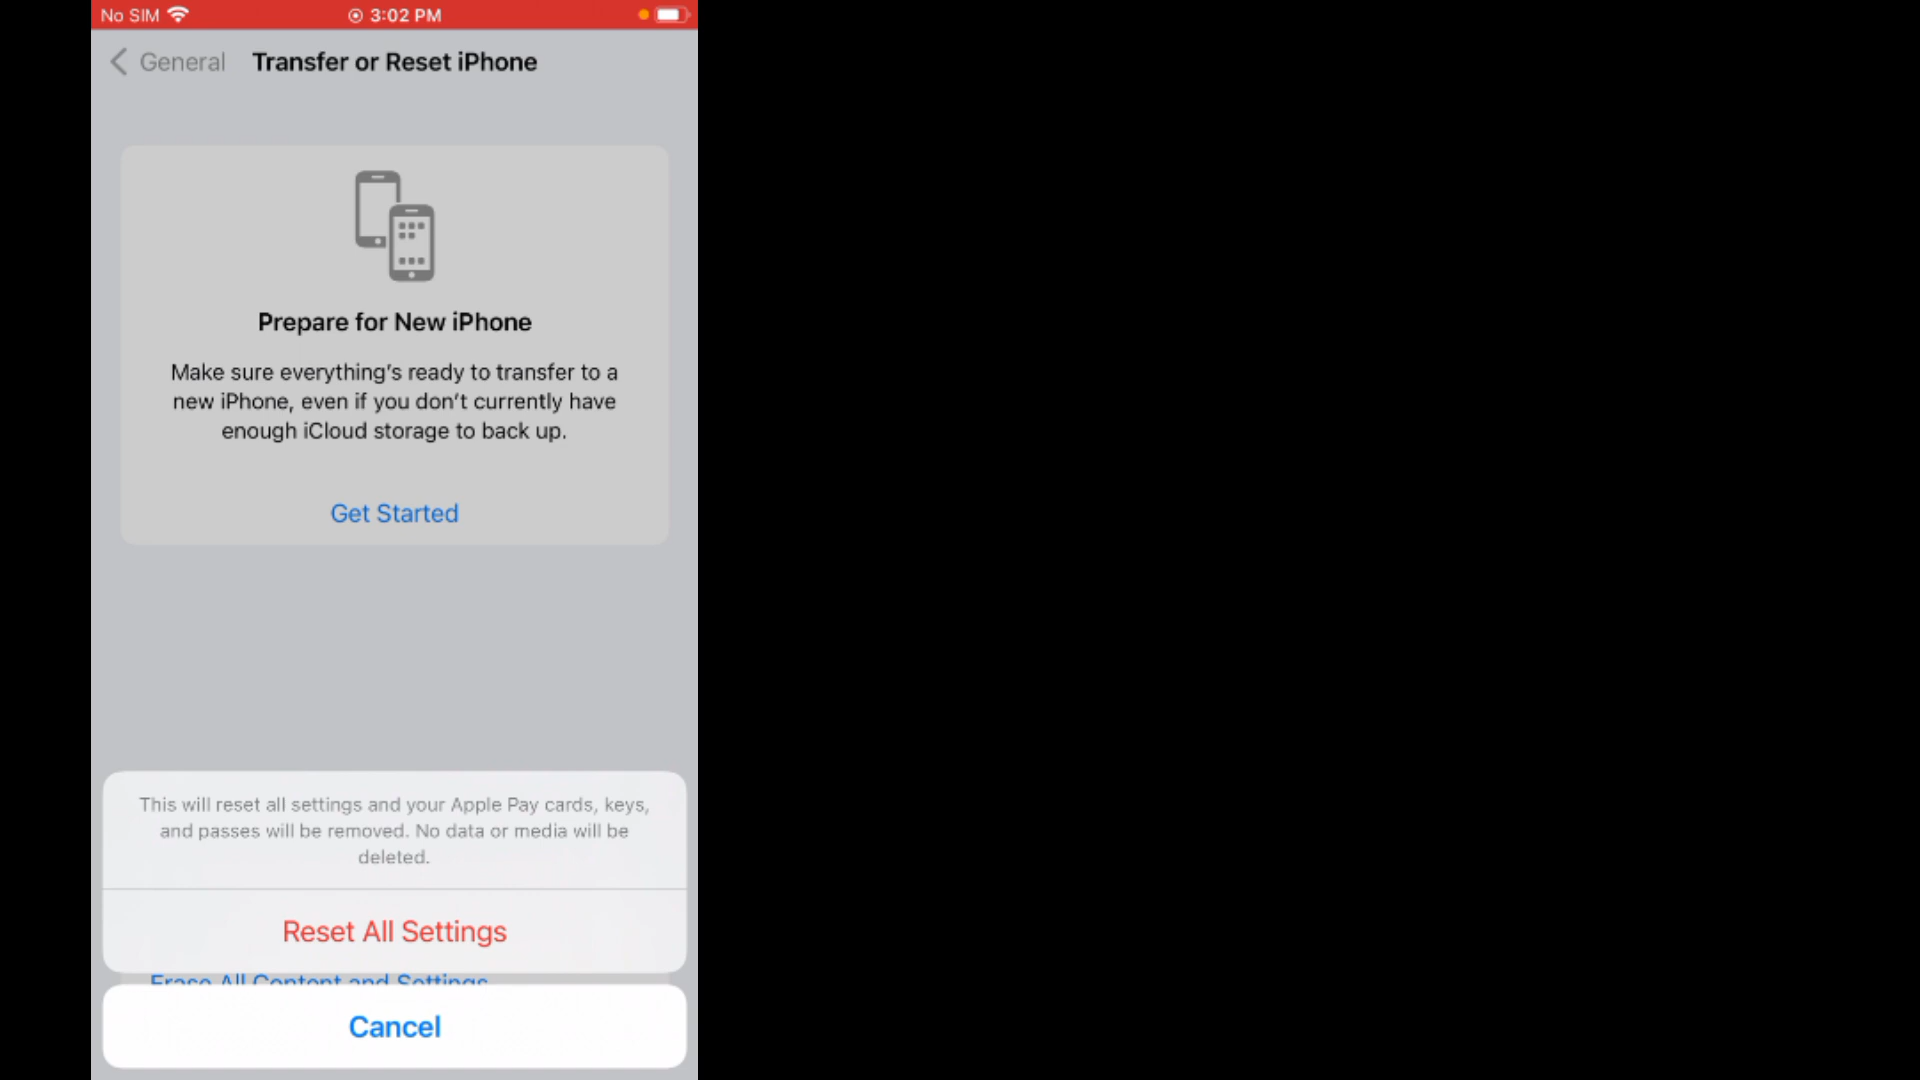 No SIM 3:02 PM
General Transfer or Reset iPhone
Prepare for New iPhone
Make sure everything's ready to transfer to a
new iPhone, even if you don't currently have
enough iCloud storage to back up.
Get Started
This will reset all settings and your Apple Pay cards, keys,
and passes will be removed. No data or media will be
deleted.
Reset All Settings
Erase All Content and Settings
Cancel